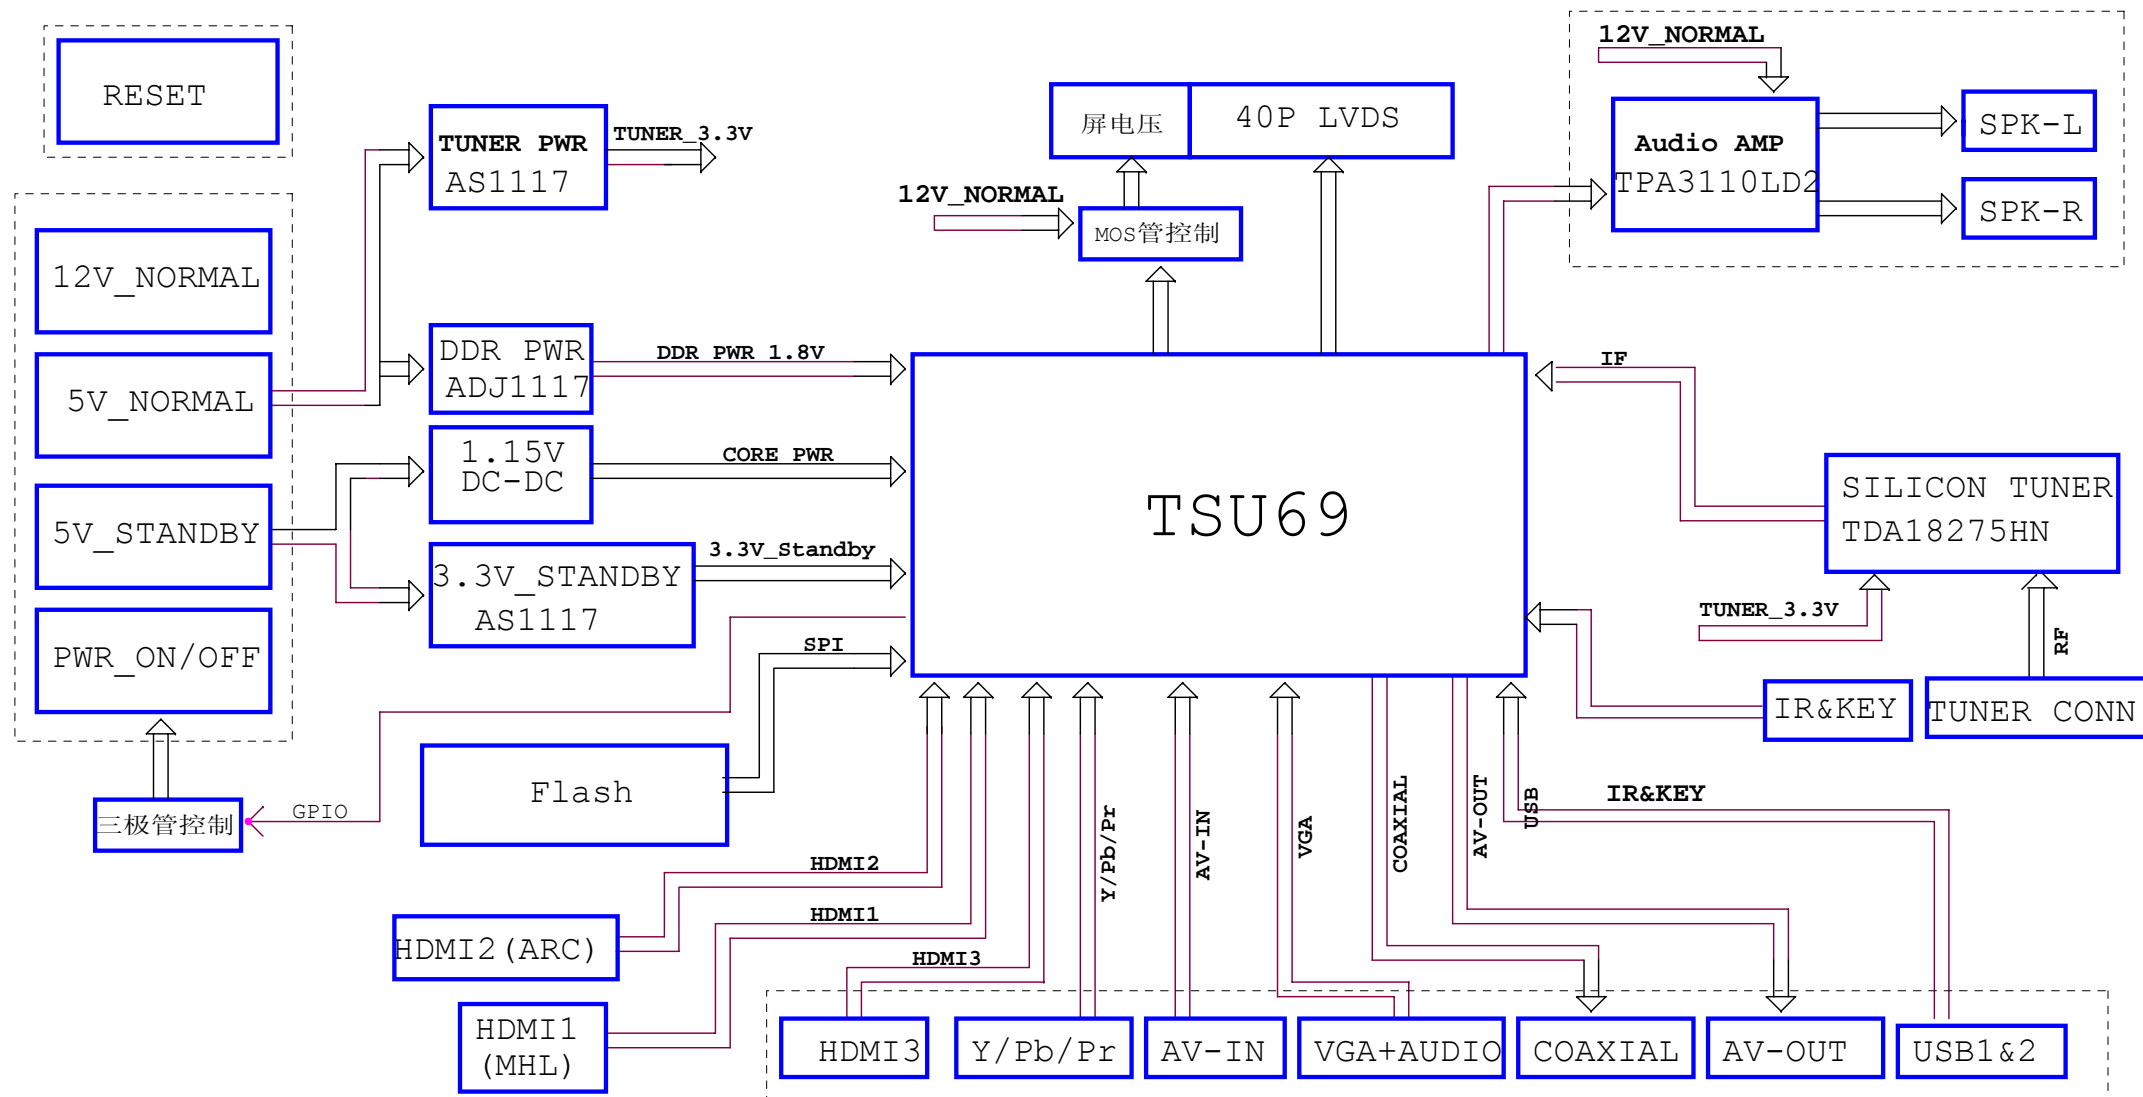 RESET
12V_NORMAL
5V_NORMAL
5V_STANDBY
PWR_ON/OFF
三极管控制
GPIO
TUNER PWR
AS1117
TUNER_3.3V
DDR PWR
ADJ1117
DDR PWR 1.8V
1.15V
DC-DC
CORE PWR
3.3V_STANDBY
AS1117
3.3V_Standby
SPI
Flash
屏电压
40P LVDS
12V_NORMAL
MOS管控制
TSU69
12V_NORMAL
Audio AMP
TPA3110LD2
SPK-L
SPK-R
IF
SILICON TUNER
TDA18275HN
TUNER_3.3V
RF
IR&KEY
TUNER CONN
IR&KEY
HDMI2
HDMI1
HDMI3
Y/Pb/Pr
AV-IN
VGA
COAXIAL
AV-OUT
USB
HDMI2(ARC)
HDMI1
(MHL)
HDMI3
Y/Pb/Pr
AV-IN
VGA+AUDIO
COAXIAL
AV-OUT
USB1&2